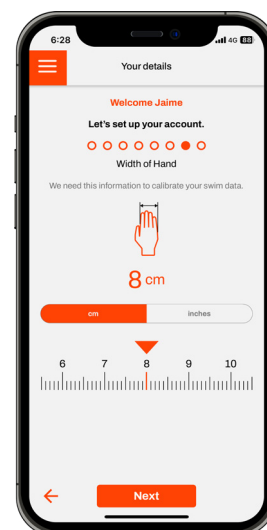 6:28
4G 88
Your details
Welcome Jaime
Let's set up your account.
Width of Hand
We need this information to calibrate your swim data.
8 cm
cm inches
6 7 8 9 10
Next